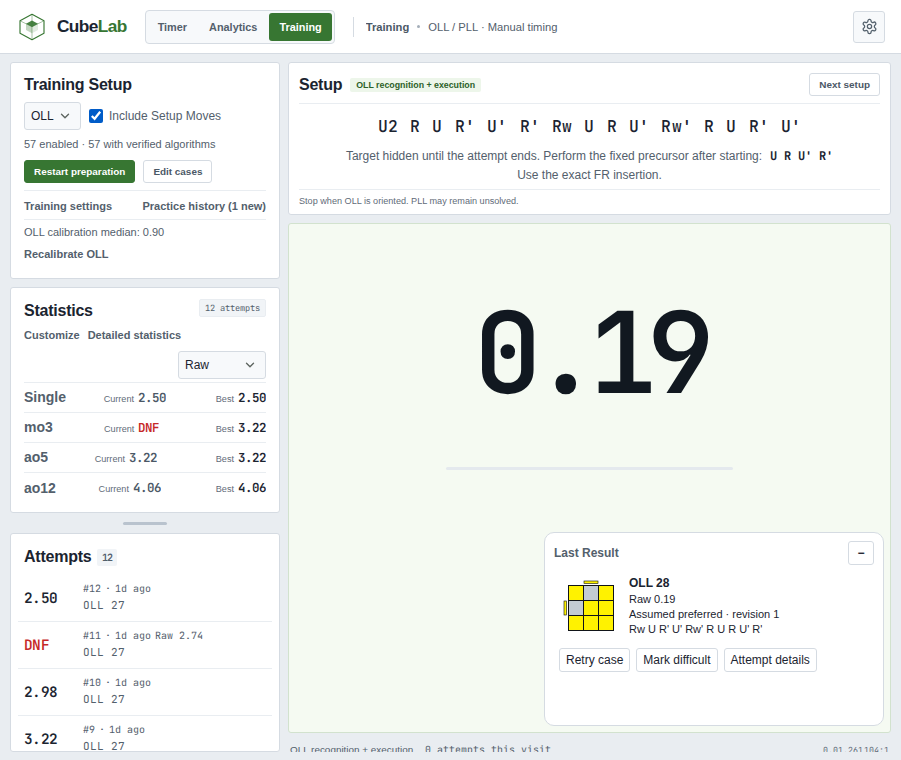 CubeLab
Timer Analytics Training
Training • OLL / PLL · Manual timing
Training Setup
OLL
Include Setup Moves
57 enabled · 57 with verified algorithms
Restart preparation Edit cases
Training settings Practice history (1 new)
OLL calibration median: 0.90
Recalibrate OLL
Statistics
12 attempts
Customize Detailed statistics
Raw
Single Current 2.50 Best 2.50
mo3 Current DNF Best 3.22
ao5 Current 3.22 Best 3.22
ao12 Current 4.06 Best 4.06
Attempts 12
2.50
#12 · 1d ago
OLL 27
DNF
#11 · 1d ago Raw 2.74
OLL 27
2.98
#10 · 1d ago
OLL 27
3.22
#9 · 1d ago
OLL 27
Setup
OLL recognition + execution
Next setup
U2 R U R' U' R' Rw U R U' Rw' R U R' U'
Target hidden until the attempt ends. Perform the fixed precursor after starting: U R U' R'
Use the exact FR insertion.
Stop when OLL is oriented. PLL may remain unsolved.
0.19
Last Result
−
OLL 28
Raw 0.19
Assumed preferred · revision 1
Rw U R' U' Rw' R U R U' R'
Retry case Mark difficult Attempt details
OLL recognition + execution 0 attempts this visit